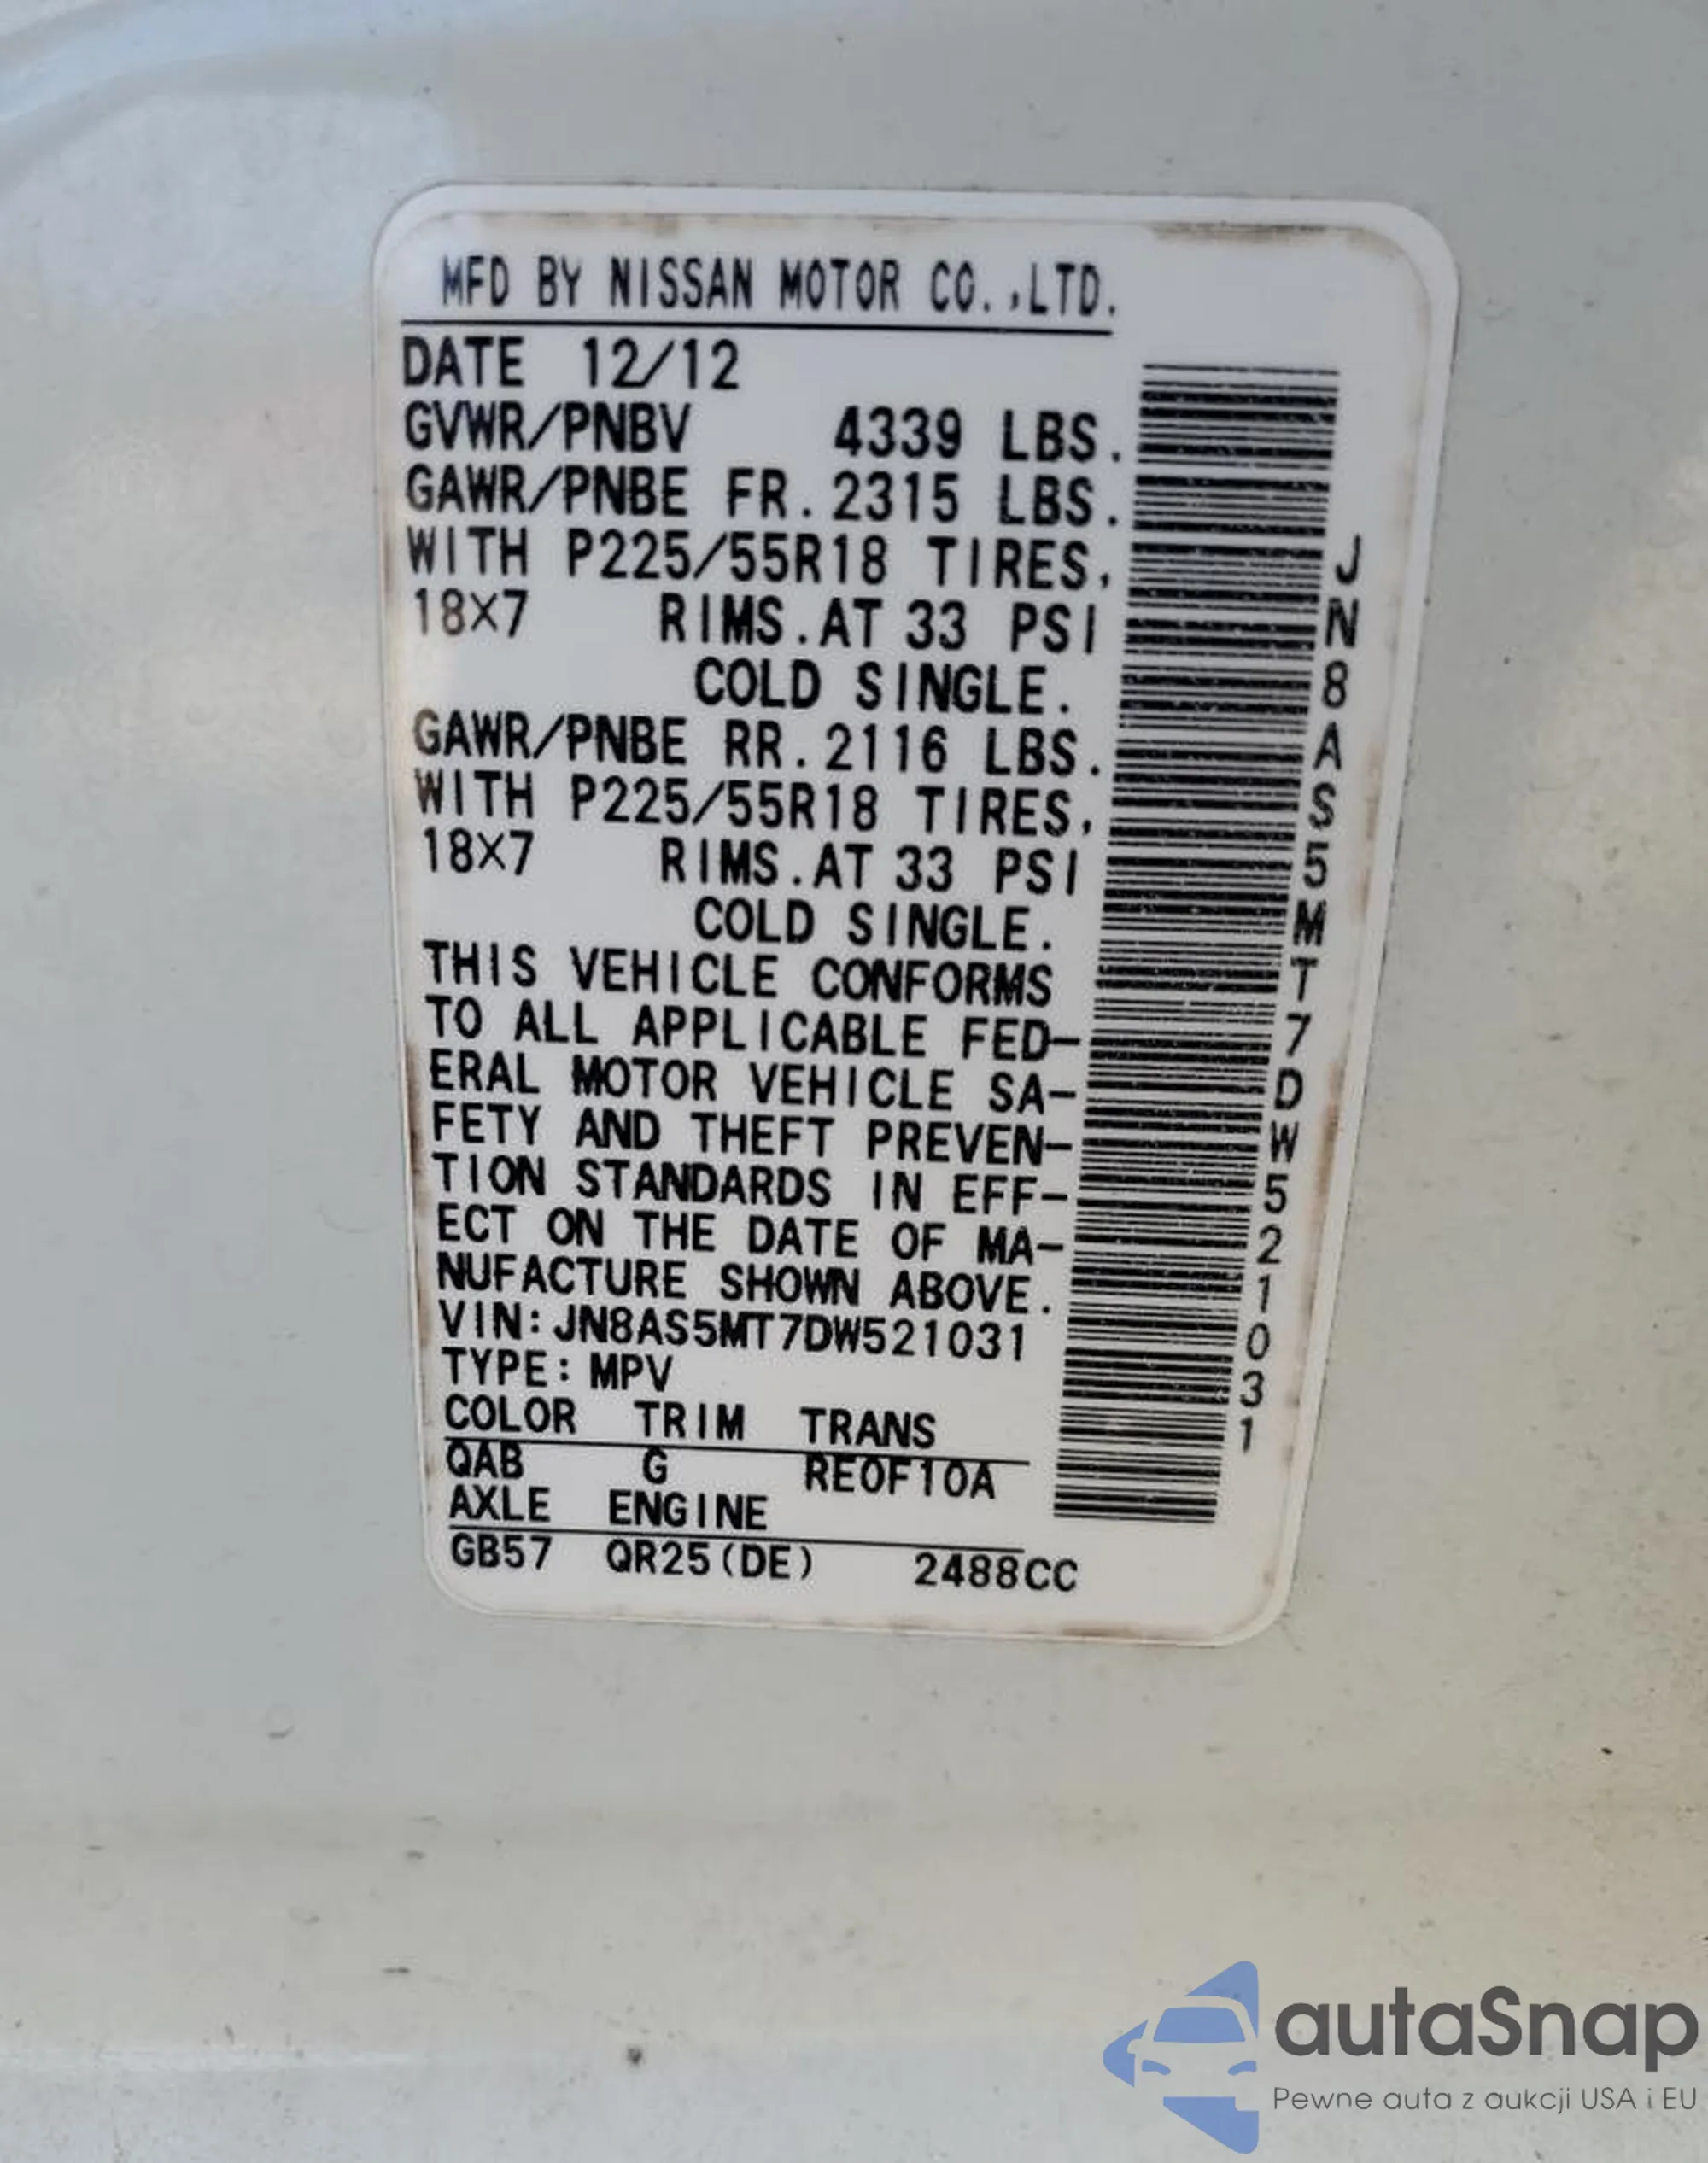 MFD BY NISSAN MOTOR CO.,LTD.
DATE 12/12
GVWR/PNBV 4339 LBS.
GAWR/PNBE FR. 2315 LBS.
WITH P225/55R18 TIRES,
18X7 RIMS.AT 33 PSI
COLD SINGLE.
GAWR/PNBE RR. 2116 LBS.
WITH P225/55R18 TIRES,
18X7 RIMS.AT 33 PSI
COLD SINGLE.
THIS VEHICLE CONFORMS
TO ALL APPLICABLE FED-
ERAL MOTOR VEHICLE SA-
FETY AND THEFT PREVEN-
TION STANDARDS IN EFF-
ECT ON THE DATE OF MA-
NUFACTURE SHOWN ABOVE.
VIN: JN8AS5MT7DW521031
TYPE: MPV
COLOR TRIM TRANS
QAB G RE0F10A
AXLE ENGINE
GB57 QR25(DE) 2488CC
JN8AS5MT7DW521031
autaSnap
Pewne auta z aukcji USA i EU